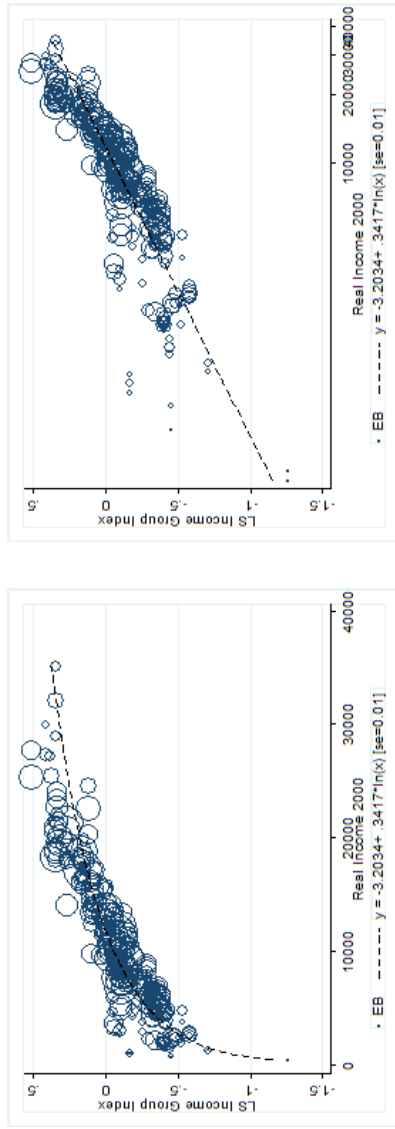 LS Income Group Index
.5
0
-.5
-1
-1.5
0 10000 20000 30000 40000
Real Income 2000
EB y = -3.2034+ .3417*ln(x) [se=0.01]
LS Income Group Index
.5
0
-.5
-1
-1.5
10000 20000 30000 40000
Real Income 2000
EB y = -3.2034+ .3417*ln(x) [se=0.01]